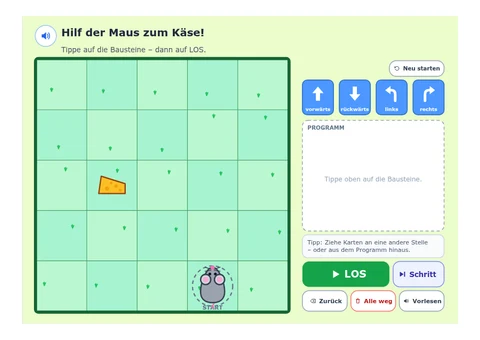 Hilf der Maus zum Käse!
Tippe auf die Bausteine – dann auf LOS.
Neu starten
vorwärts
rückwärts
links
rechts
PROGRAMM
Tippe oben auf die Bausteine.
Tipp: Ziehe Karten an eine andere Stelle
– oder aus dem Programm hinaus.
LOS
Schritt
Zurück
Alle weg
Vorlesen
START